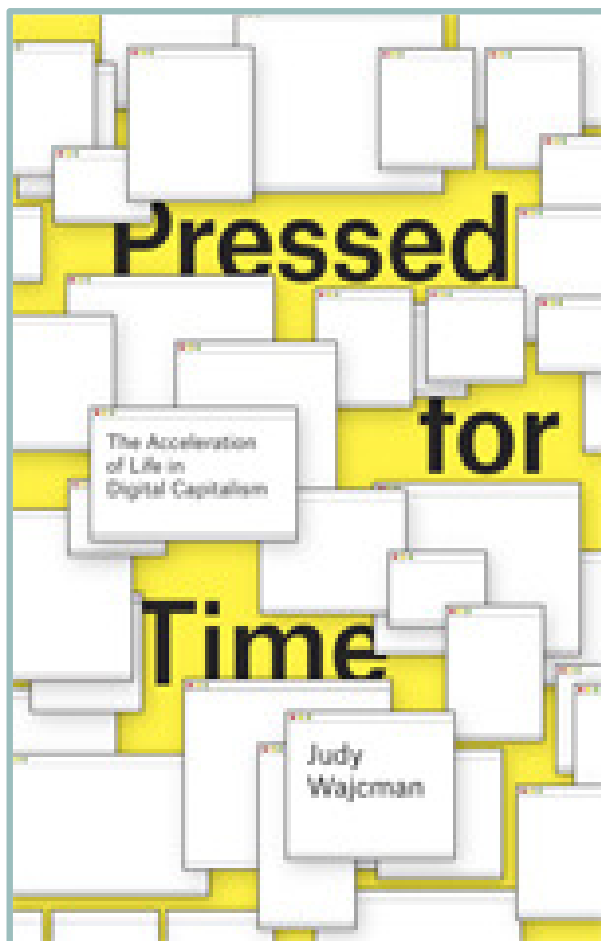 Pressed
for
The Acceleration
of Life in
Digital Capitalism
Time
Judy
Wajcman